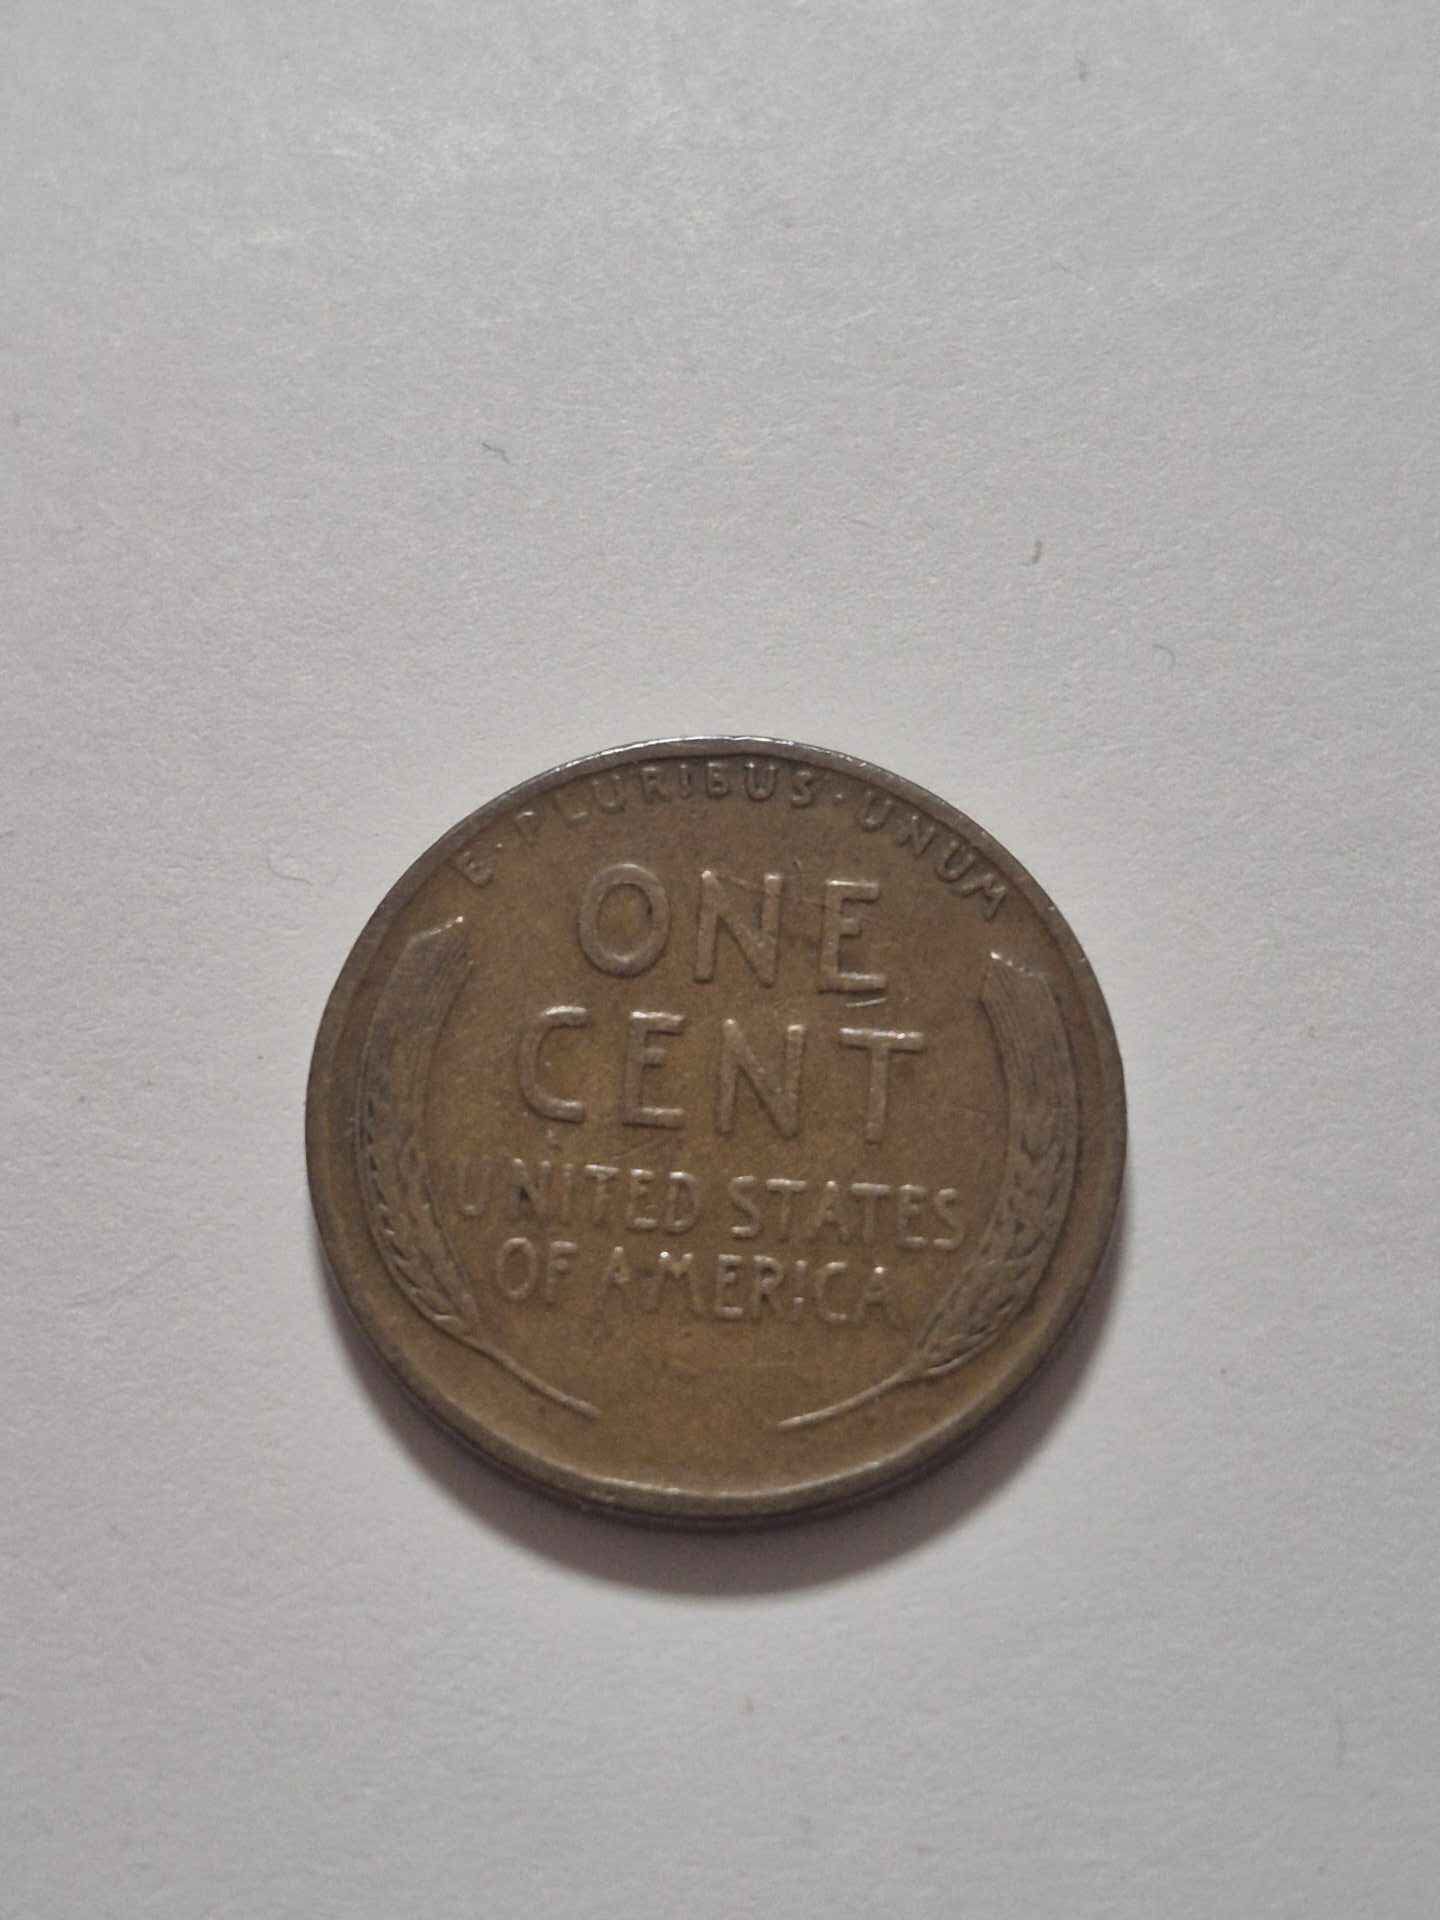 E·PLURIBUS·UNUM
ONE
CENT
UNITED STATES
OF AMERICA